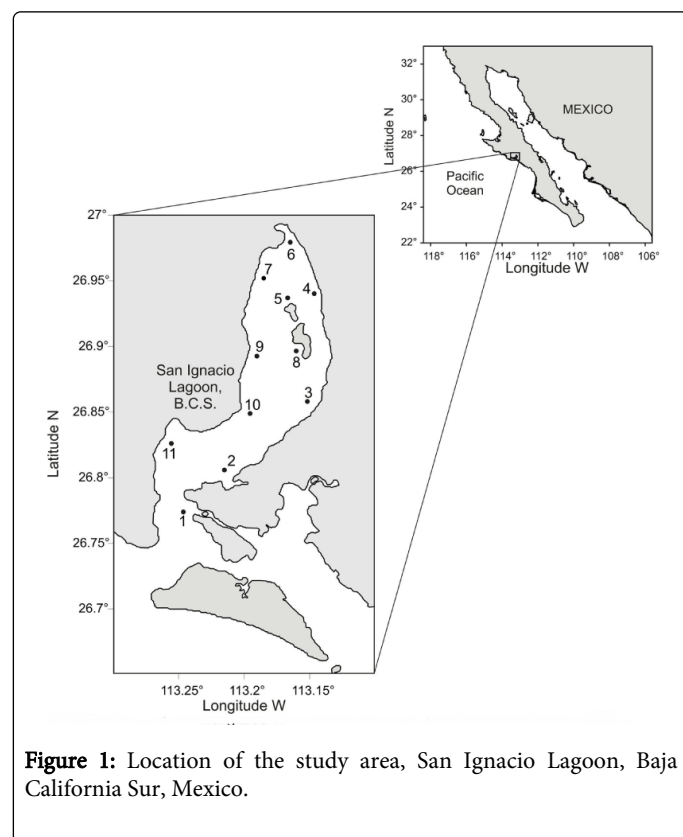 32°
30°
28°
26°
24°
22°
Latitude N
MEXICO
Pacific
Ocean
118° 116° 114° 112° 110° 108° 106°
Longitude W
27°
26.95°
26.9°
26.85°
26.8°
26.75°
26.7°
Latitude N
6
7
5
4
9
8
San Ignacio
Lagoon,
B.C.S.
10
3
11
2
1
113.25° 113.2° 113.15°
Longitude W
Figure 1: Location of the study area, San Ignacio Lagoon, Baja
California Sur, Mexico.